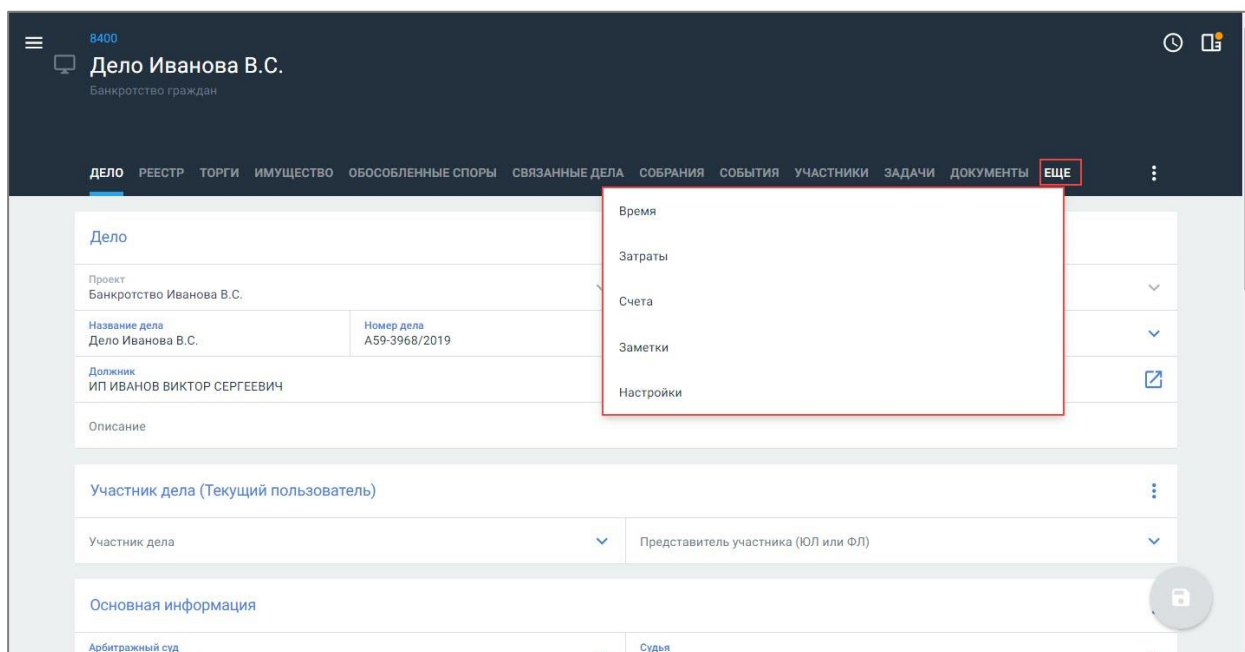 8400
Дело Иванова В.С.
Банкротство граждан
ДЕЛО РЕЕСТР ТОРГИ ИМУЩЕСТВО ОБОСОБЛЕННЫЕ СПОРЫ СВЯЗАННЫЕ ДЕЛА СОБРАНИЯ СОБЫТИЯ УЧАСТНИКИ ЗАДАЧИ ДОКУМЕНТЫ ЕЩЕ
Время
Затраты
Счета
Заметки
Настройки
Дело
Проект
Банкротство Иванова В.С.
Название дела Номер дела
Дело Иванова В.С. А59-3968/2019
Должник
ИП ИВАНОВ ВИКТОР СЕРГЕЕВИЧ
Описание
Участник дела (Текущий пользователь)
Участник дела Представитель участника (ЮЛ или ФЛ)
Основная информация
Арбитражный суд Судья